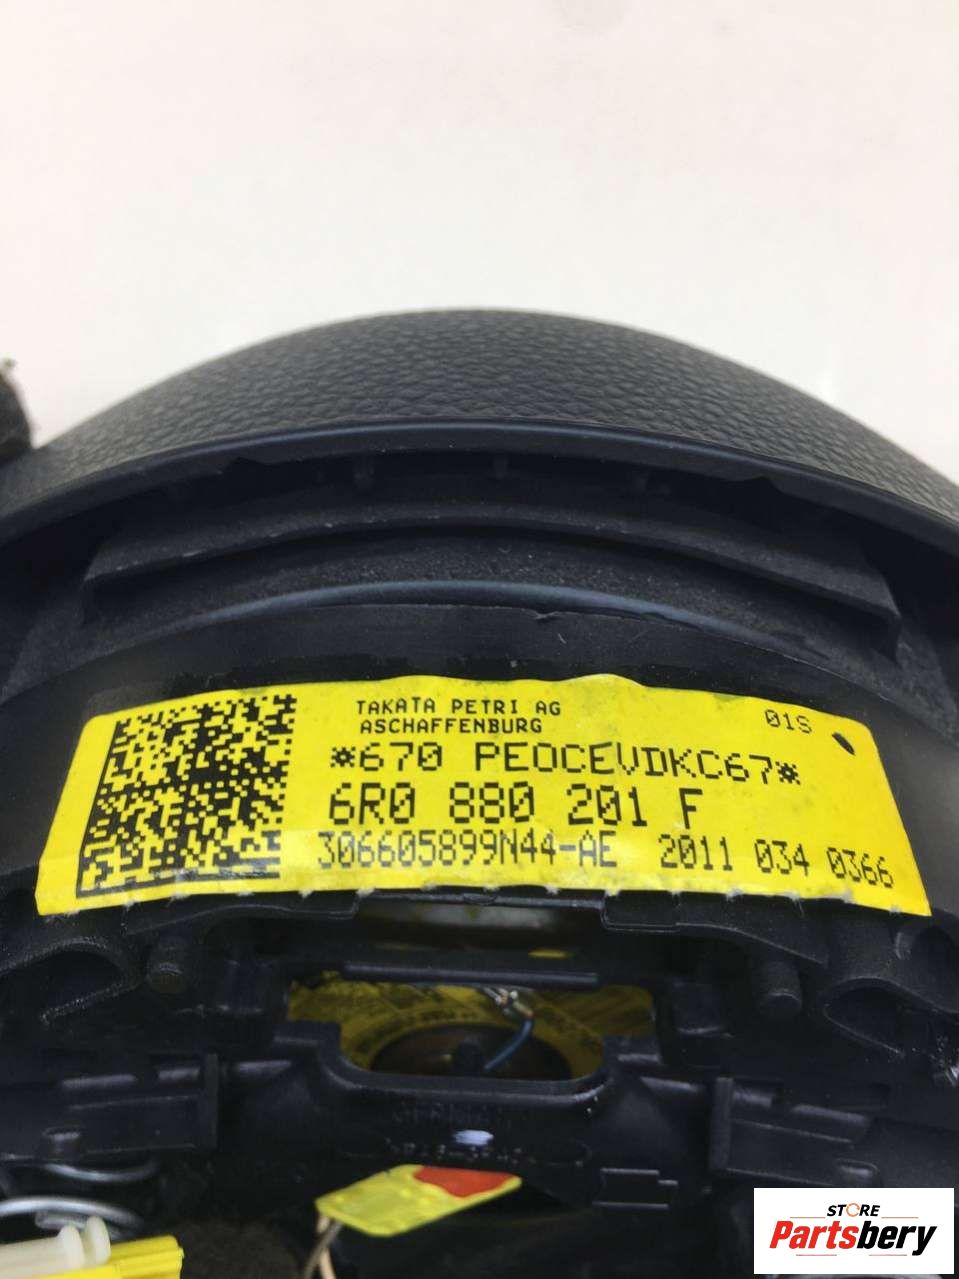 TAKATA PETRI AG
ASCHAFFENBURG
01S
*670 PEOCEVDKC67*
6R0 880 201 F
306605899N44-AE 2011 034 0366
STORE
Partsbery